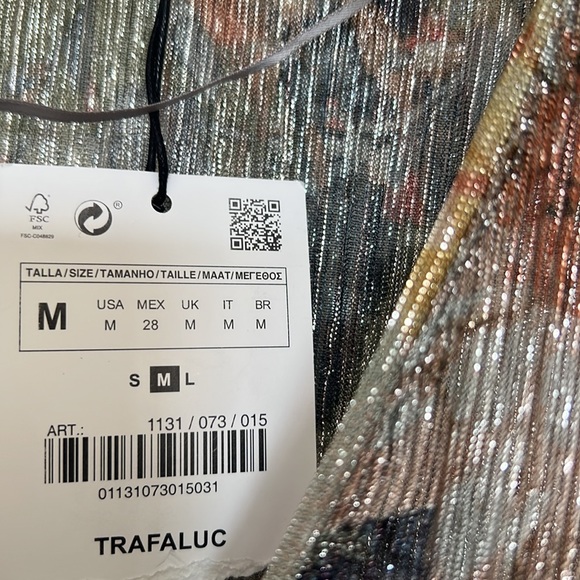 FSC
MIX
FSC-C048625
®
TALLA/SIZE/TAMANHO/TAILLE/MAAT/ΜΕΓΕΘΟΣ
M
USA MEX UK IT BR
M 28 M M M
S M L
ART.: 1131 / 073 / 015
01131073015031
TRAFALUC